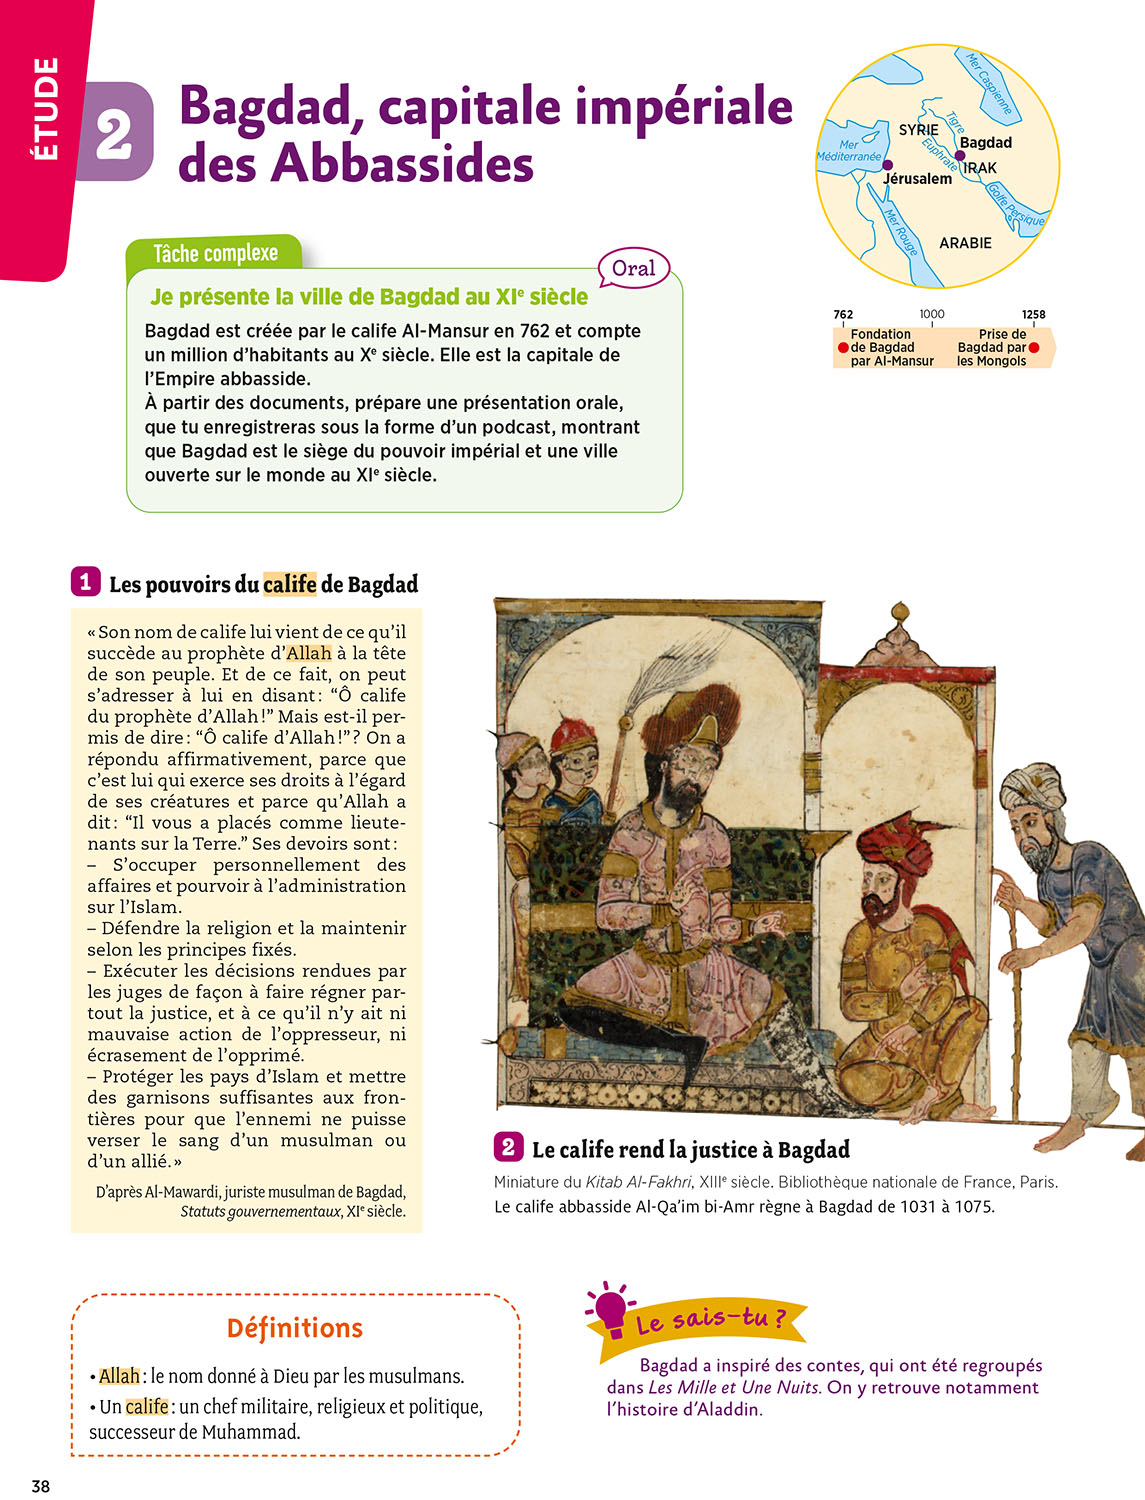 ÉTUDE
2
Bagdad, capitale impériale
des Abbassides
Mer Caspienne
SYRIE
Tigre
Bagdad
Mer
Méditerranée
Euphrate
IRAK
Jérusalem
Golfe Persique
Mer Rouge
ARABIE
762
1000
1258
Fondation
de Bagdad
par Al-Mansur
Prise de
Bagdad par
les Mongols
Tâche complexe
Oral
Je présente la ville de Bagdad au XIe siècle
Bagdad est créée par le calife Al-Mansur en 762 et compte
un million d’habitants au Xe siècle. Elle est la capitale de
l’Empire abbasside.
À partir des documents, prépare une présentation orale,
que tu enregistreras sous la forme d’un podcast, montrant
que Bagdad est le siège du pouvoir impérial et une ville
ouverte sur le monde au XIe siècle.
1 Les pouvoirs du calife de Bagdad
« Son nom de calife lui vient de ce qu’il
succède au prophète d’Allah à la tête
de son peuple. Et de ce fait, on peut
s’adresser à lui en disant : “Ô calife
du prophète d’Allah !” Mais est-il per-
mis de dire : “Ô calife d’Allah !” ? On a
répondu affirmativement, parce que
c’est lui qui exerce ses droits à l’égard
de ses créatures et parce qu’Allah a
dit : “Il vous a placés comme lieute-
nants sur la Terre.” Ses devoirs sont :
– S’occuper personnellement des
affaires et pourvoir à l’administration
sur l’Islam.
– Défendre la religion et la maintenir
selon les principes fixés.
– Exécuter les décisions rendues par
les juges de façon à faire régner par-
tout la justice, et à ce qu’il n’y ait ni
mauvaise action de l’oppresseur, ni
écrasement de l’opprimé.
– Protéger les pays d’Islam et mettre
des garnisons suffisantes aux fron-
tières pour que l’ennemi ne puisse
verser le sang d’un musulman ou
d’un allié. »
D’après Al-Mawardi, juriste musulman de Bagdad,
Statuts gouvernementaux, XIe siècle.
2 Le calife rend la justice à Bagdad
Miniature du Kitab Al-Fakhri, XIIIe siècle. Bibliothèque nationale de France, Paris.
Le calife abbasside Al-Qa’im bi-Amr règne à Bagdad de 1031 à 1075.
Définitions
• Allah : le nom donné à Dieu par les musulmans.
• Un calife : un chef militaire, religieux et politique,
successeur de Muhammad.
Le sais-tu ?
Bagdad a inspiré des contes, qui ont été regroupés
dans Les Mille et Une Nuits. On y retrouve notamment
l’histoire d’Aladdin.
38